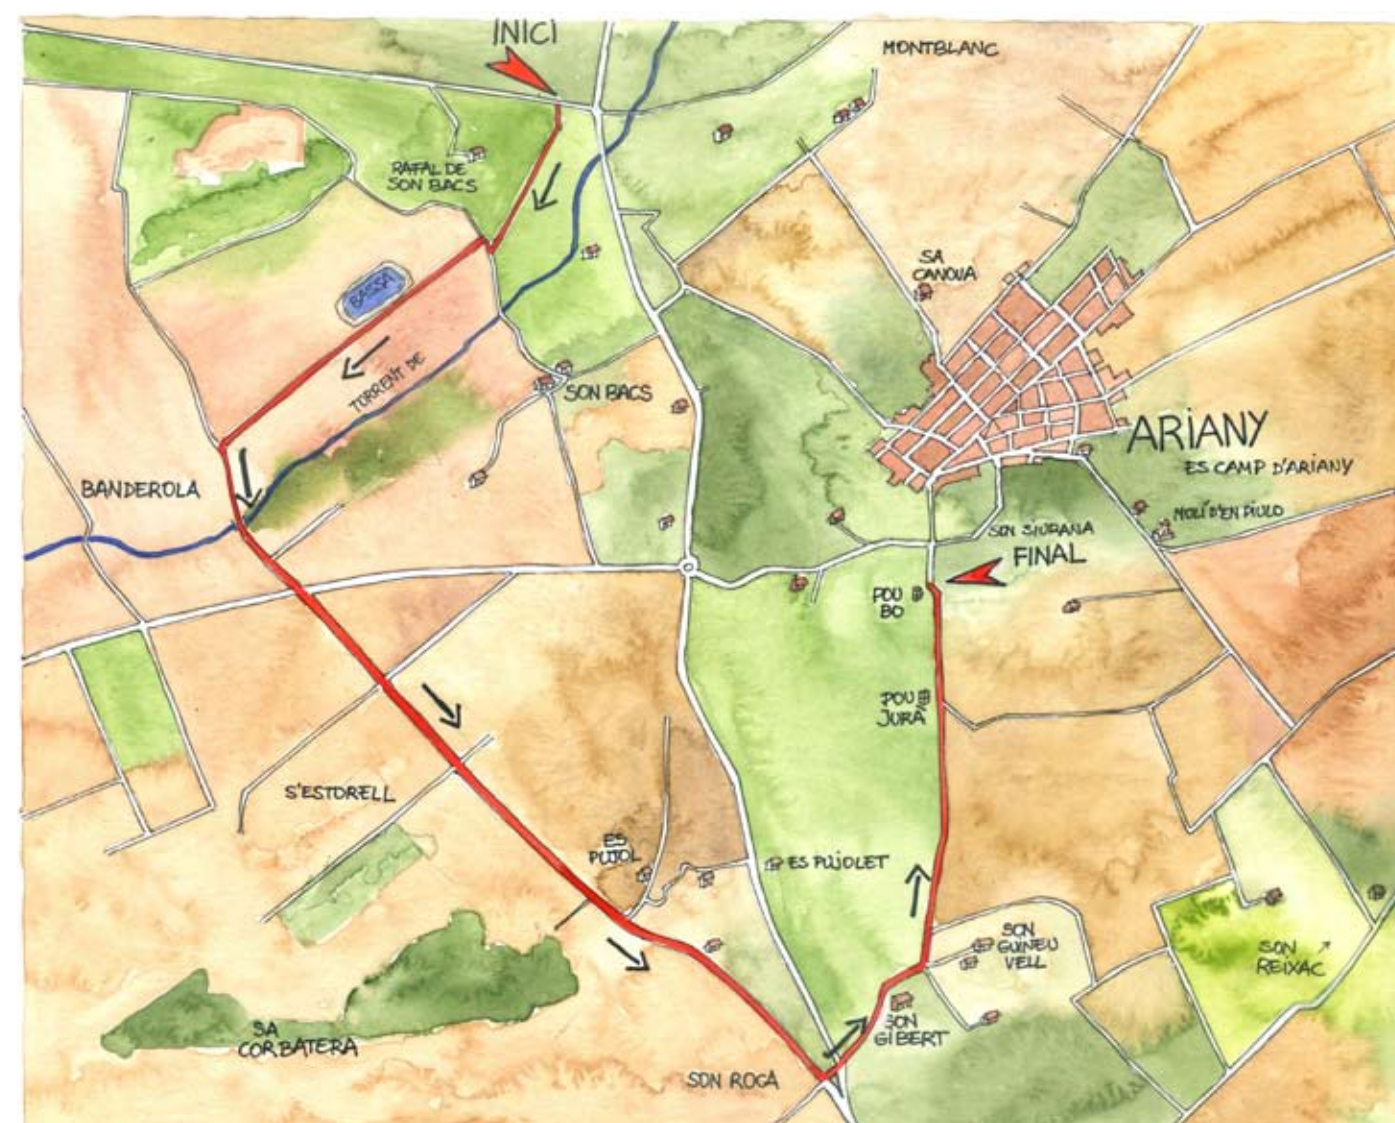 INICI
MONTBLANC
RAFAL DE
SON BACS
SA
CANOVA
BASSA
TORRENT DE
SON BACS
ARIANY
ES CAMP D'ARIANY
BANDEROLA
MOLÍ D'EN PIULO
SON SIURANA
FINAL
POU
BO
POU
JURÀ
S'ESTORELL
ES
PUJOL
ES PUJOLET
SON
GUINEU
VELL
SON
REIXAC
SON
GIBERT
SA
CORBATERA
SON ROCA